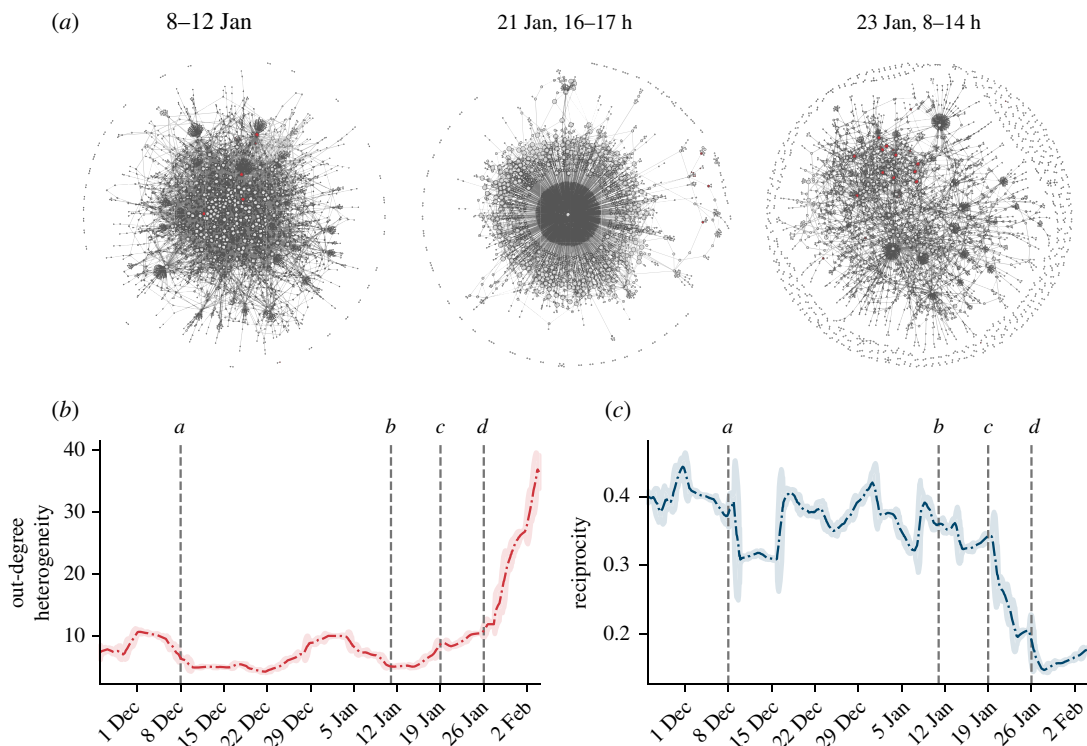 (a)
8–12 Jan
21 Jan, 16–17 h
23 Jan, 8–14 h
(b)
a
b
c
d
40
30
20
10
out-degree
heterogeneity
1 Dec
8 Dec
15 Dec
22 Dec
29 Dec
5 Jan
12 Jan
19 Jan
26 Jan
2 Feb
(c)
a
b
c
d
0.4
0.3
0.2
reciprocity
1 Dec
8 Dec
15 Dec
22 Dec
29 Dec
5 Jan
12 Jan
19 Jan
26 Jan
2 Feb